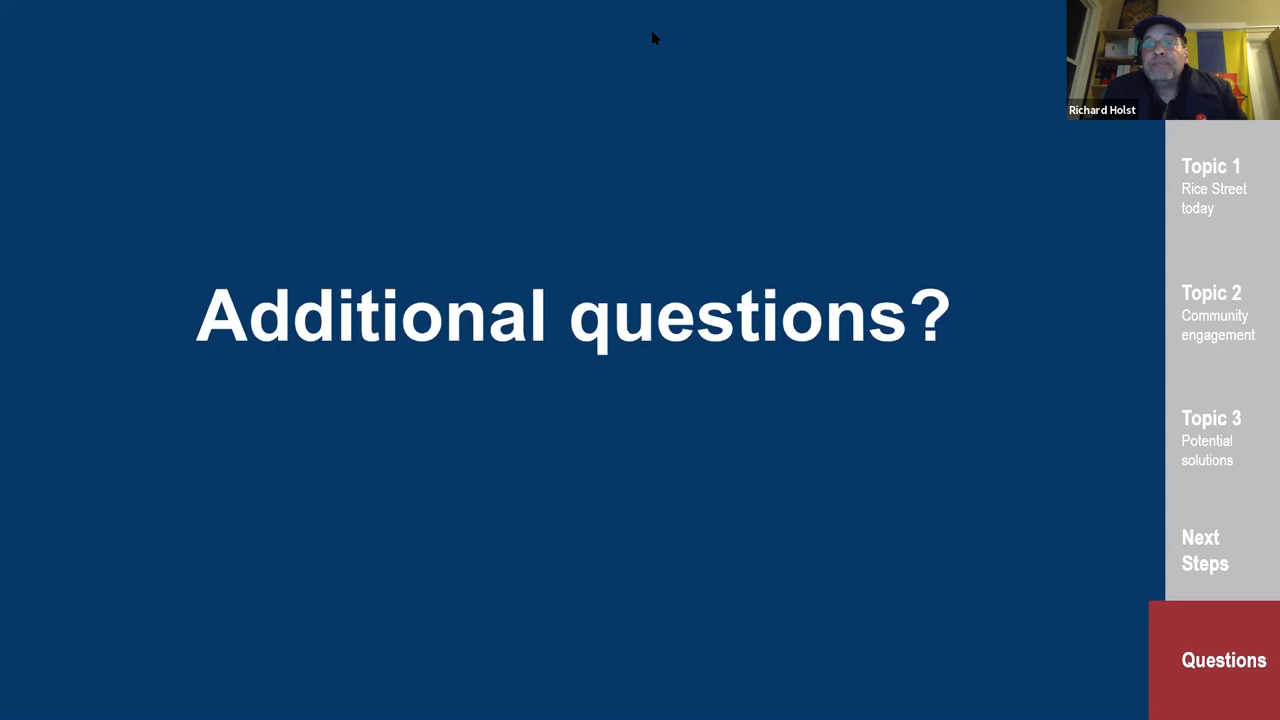 Richard Holst
Additional questions?
Topic 1
Rice Street
today
Topic 2
Community
engagement
Topic 3
Potential
solutions
Next
Steps
Questions